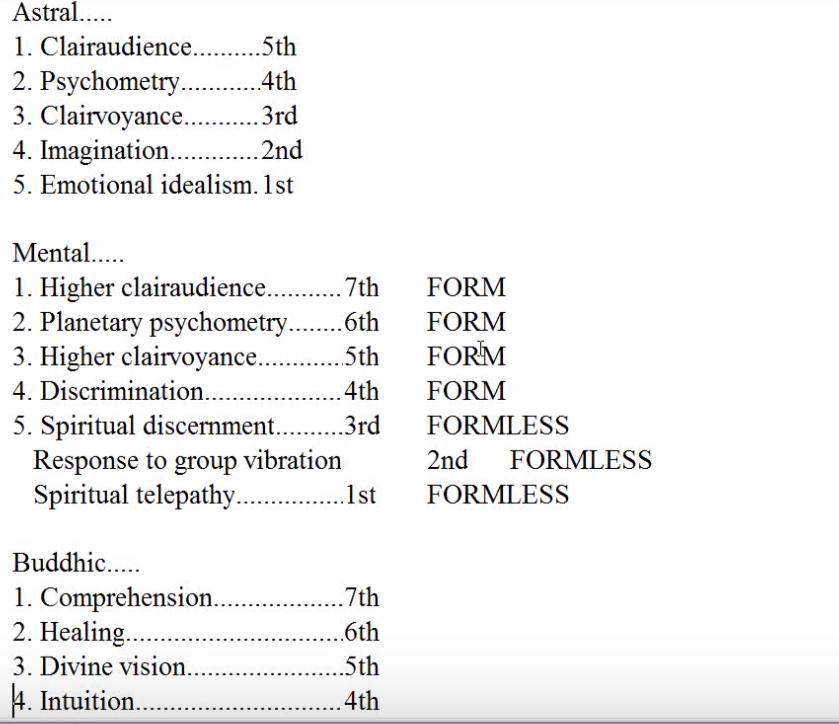 Astral.....
1. Clairaudience..........5th
2. Psychometry............4th
3. Clairvoyance...........3rd
4. Imagination.............2nd
5. Emotional idealism.1st
Mental.....
1. Higher clairaudience...........7th FORM
2. Planetary psychometry........6th FORM
3. Higher clairvoyance.............5th FORM
4. Discrimination.....................4th FORM
5. Spiritual discernment..........3rd FORMLESS
Response to group vibration 2nd FORMLESS
Spiritual telepathy.................1st FORMLESS
Buddhic.....
1. Comprehension....................7th
2. Healing.................................6th
3. Divine vision........................5th
4. Intuition................................4th